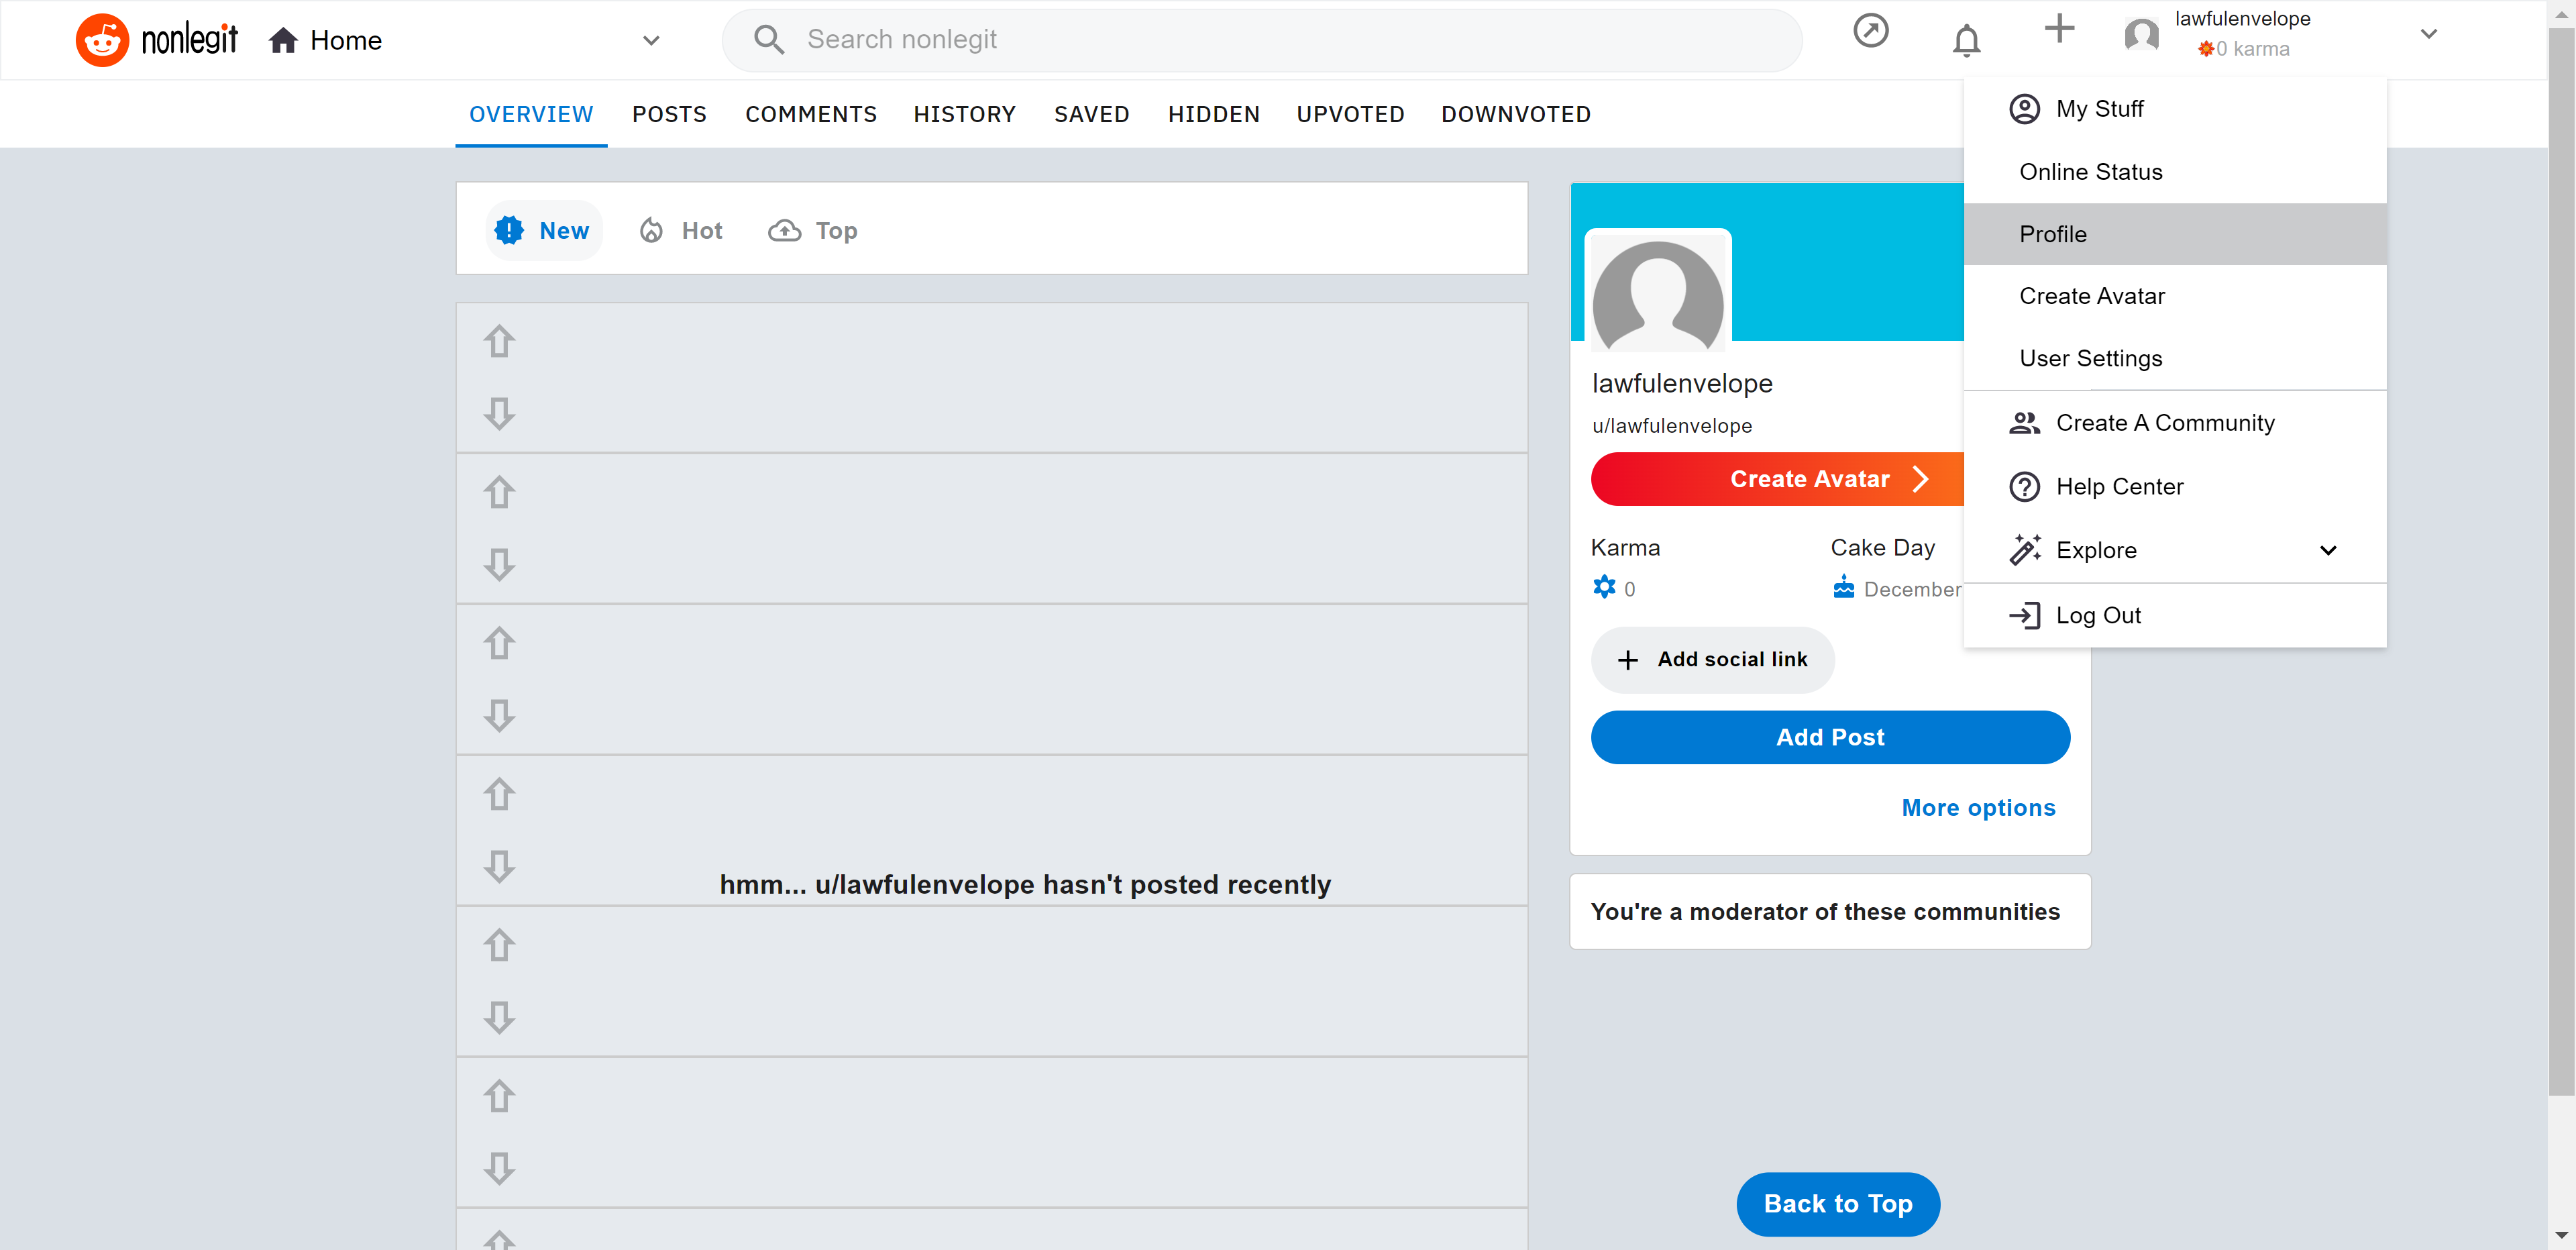 nonlegit
Home
Search nonlegit
lawfulenvelope
0 karma
OVERVIEW
POSTS
COMMENTS
HISTORY
SAVED
HIDDEN
UPVOTED
DOWNVOTED
My Stuff
Online Status
Profile
Create Avatar
User Settings
Create A Community
Help Center
Explore
Log Out
New
Hot
Top
hmm... u/lawfulenvelope hasn't posted recently
lawfulenvelope
u/lawfulenvelope
Create Avatar
Karma
Cake Day
0
December
Add social link
Add Post
More options
You're a moderator of these communities
Back to Top